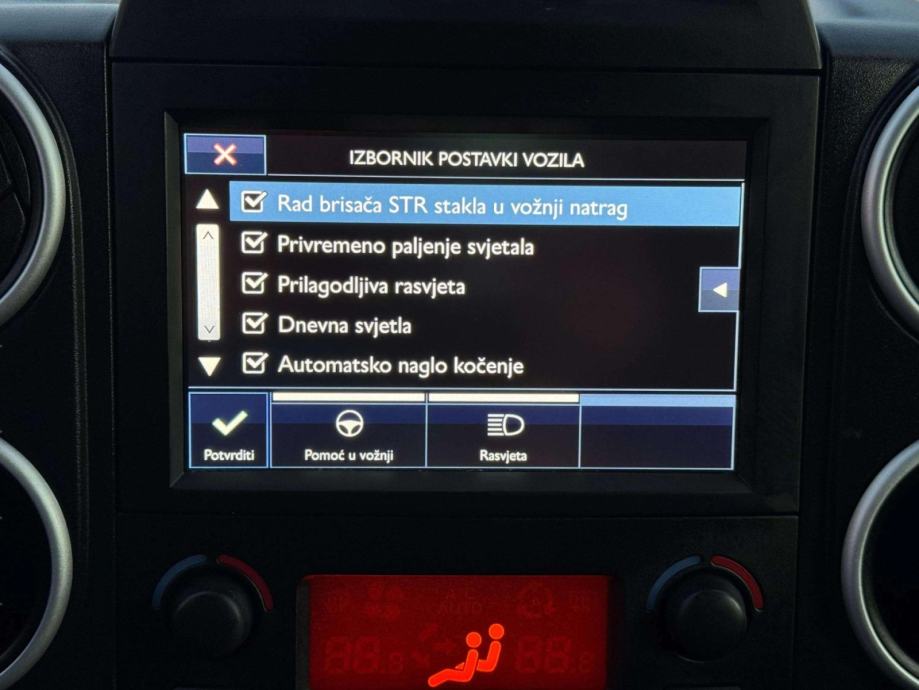 IZBORNIK POSTAVKI VOZILA
Rad brisača STR stakla u vožnji natrag
Privremeno paljenje svjetala
Prilagodljiva rasvjeta
Dnevna svjetla
Automatsko naglo kočenje
Potvrditi
Pomoć u vožnji
Rasvjeta